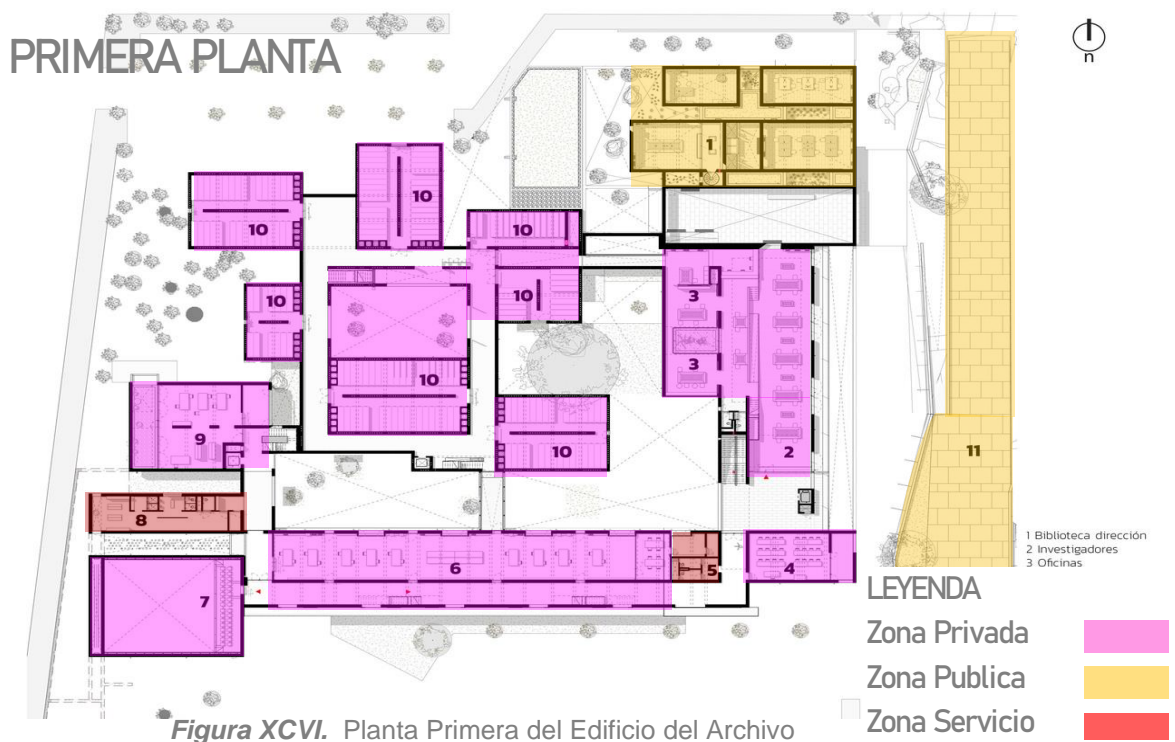 PRIMERA PLANTA
n
1
10
10
10
10
10
3
3
10
10
9
2
11
8
6
5
4
7
1 Biblioteca dirección
2 Investigadores
3 Oficinas
LEYENDA
Zona Privada
Zona Publica
Zona Servicio
Figura XCVI. Planta Primera del Edificio del Archivo